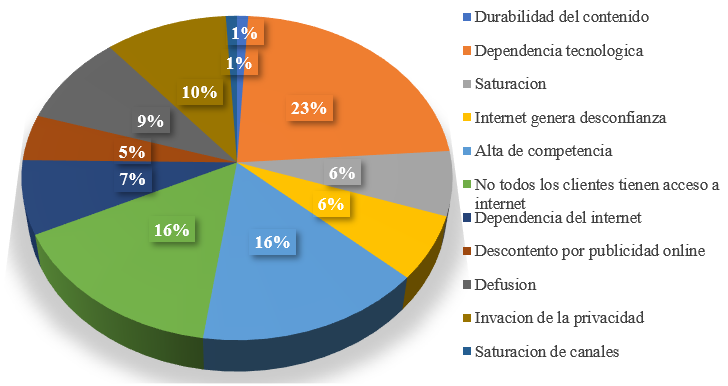 1%
1%
23%
10%
9%
5%
7%
6%
6%
16%
16%
Durabilidad del contenido
Dependencia tecnologica
Saturacion
Internet genera desconfianza
Alta de competencia
No todos los clientes tienen acceso a
internet
Dependencia del internet
Descontento por publicidad online
Defusion
Invacion de la privacidad
Saturacion de canales